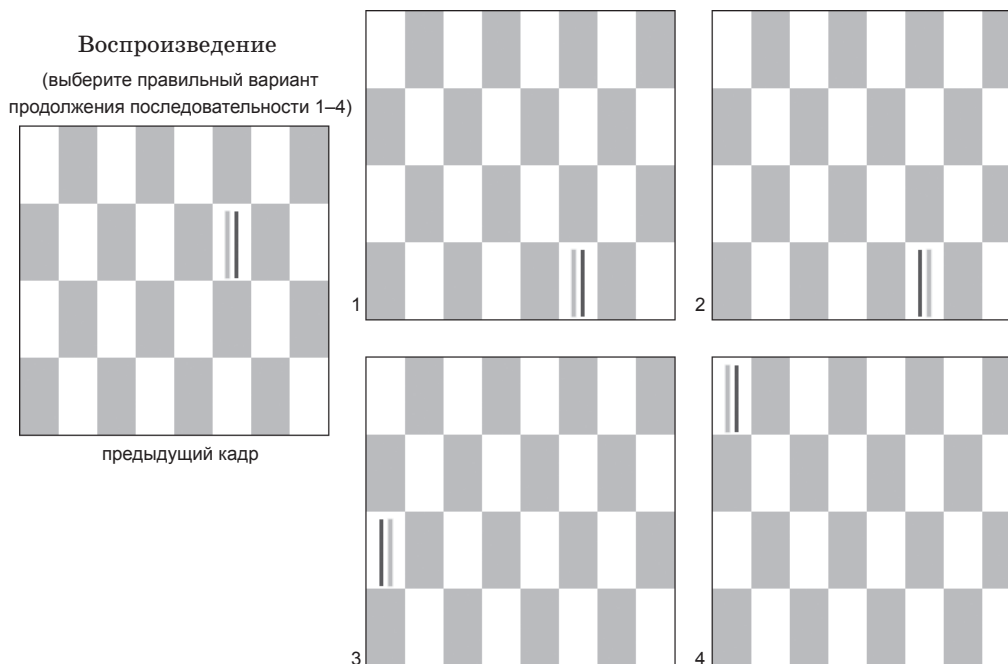 Воспроизведение
(выберите правильный вариант
продолжения последовательности 1–4)
предыдущий кадр
1
2
3
4